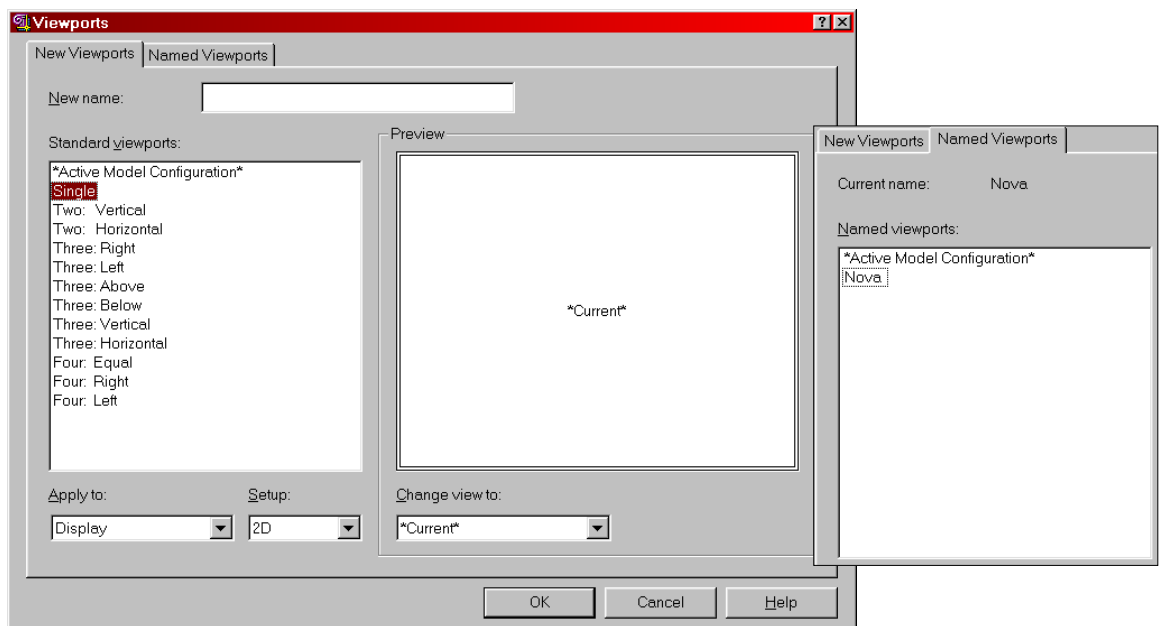 Viewports
New Viewports
Named Viewports
New name:
Standard viewports:
*Active Model Configuration*
Single
Two: Vertical
Two: Horizontal
Three: Right
Three: Left
Three: Above
Three: Below
Three: Vertical
Three: Horizontal
Four: Equal
Four: Right
Four: Left
Apply to:
Display
Setup:
2D
Preview
*Current*
Change view to:
*Current*
OK
Cancel
Help
New Viewports
Named Viewports
Current name: Nova
Named viewports:
*Active Model Configuration*
Nova